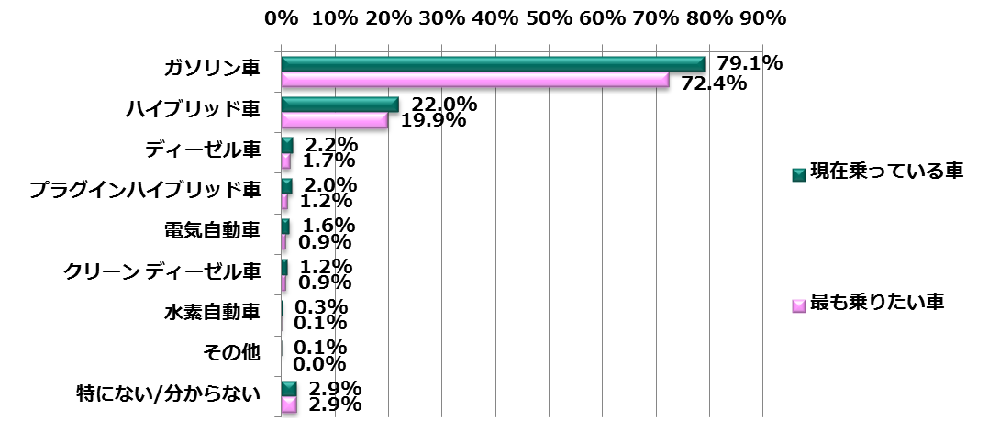 0% 10% 20% 30% 40% 50% 60% 70% 80% 90%
ガソリン車
79.1%
72.4%
ハイブリッド車
22.0%
19.9%
ディーゼル車
2.2%
1.7%
プラグインハイブリッド車
2.0%
1.2%
電気自動車
1.6%
0.9%
クリーン ディーゼル車
1.2%
0.9%
水素自動車
0.3%
0.1%
その他
0.1%
0.0%
特にない/分からない
2.9%
2.9%
現在乗っている車
最も乗りたい車